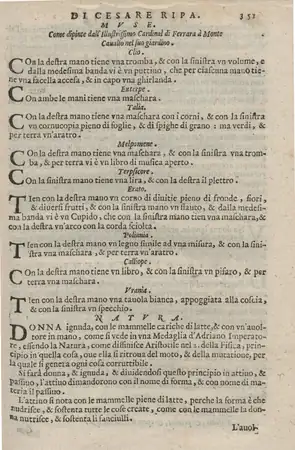 DI CESARE RIPA. 351
MVSE.
Come dipinte dall'Illustrissimo Cardinal di Ferrara à Monte
Cauallo nel suo giardino.
Clio.
COn la destra mano tiene vna tromba, & con la sinistra vn volume, e
dalla medesima banda vi è vn puttino, che per ciascuna mano tie-
ne vna facella accesa, & in capo vna ghirlanda.
Euterpe.
COn ambe le mani tiene vna maschara.
Talia.
COn la destra tiene vna maschara con i corni, & con la sinistra
vn cornucopia pieno di foglie, & di spighe di grano : ma verdi, &
per terra vn'aratro.
Melpomene.
COn la destra tiene vna maschara, & con la sinistra vna trom-
ba, & per terra vi è vn libro di musica aperto.
Terpsicore.
COn la sinistra mano tiene vna lira, & con la destra il plettro.
Erato.
TIen con la destra mano vn corno di diuitie pieno di fronde, fiori,
& diuersi frutti, & con la sinistra mano vn flauto, & dalla medesi-
ma banda vi è vn Cupido, che con la sinistra mano tien vna maschara, &
con la destra vn'arco con la corda sciolta.
Polinnia.
TIen con la destra mano vn legno simile ad vna misura, & con la sini-
stra vna maschara, & per terra vn'aratro.
Calliope.
COn la destra mano tiene vn libro, & con la sinistra vn pifaro, & per
terra vna maschara.
Vrania.
TIen con la destra mano vna tauola bianca, appoggiata alla coscia,
& con la sinistra vn specchio.
NATVRA.
DONNA ignuda, con le mammelle cariche di latte, & con vn'auol-
tore in mano, come si vede in vna Medaglia d'Adriano Imperato-
re, essendo la Natura, come diffinisce Aristotile nel 2. della Fisica, prin-
cipio in quella cosa, oue ella si ritroua del moto, & della mutatione, per
la quale si genera ogni cosa corruttibile.
Si farà donna, & ignuda, & diuidendosi questo principio in attiuo, &
passiuo, l'attiuo dimandorno con il nome di forma, & con nome di ma-
teria il passiuo.
L'attiuo si nota con le mammelle piene di latte, perche la forma è che
nudrisce, & sostenta tutte le cose create, come con le mammelle la don-
na nutrisce, & sostenta li fanciulli.
L'auol-